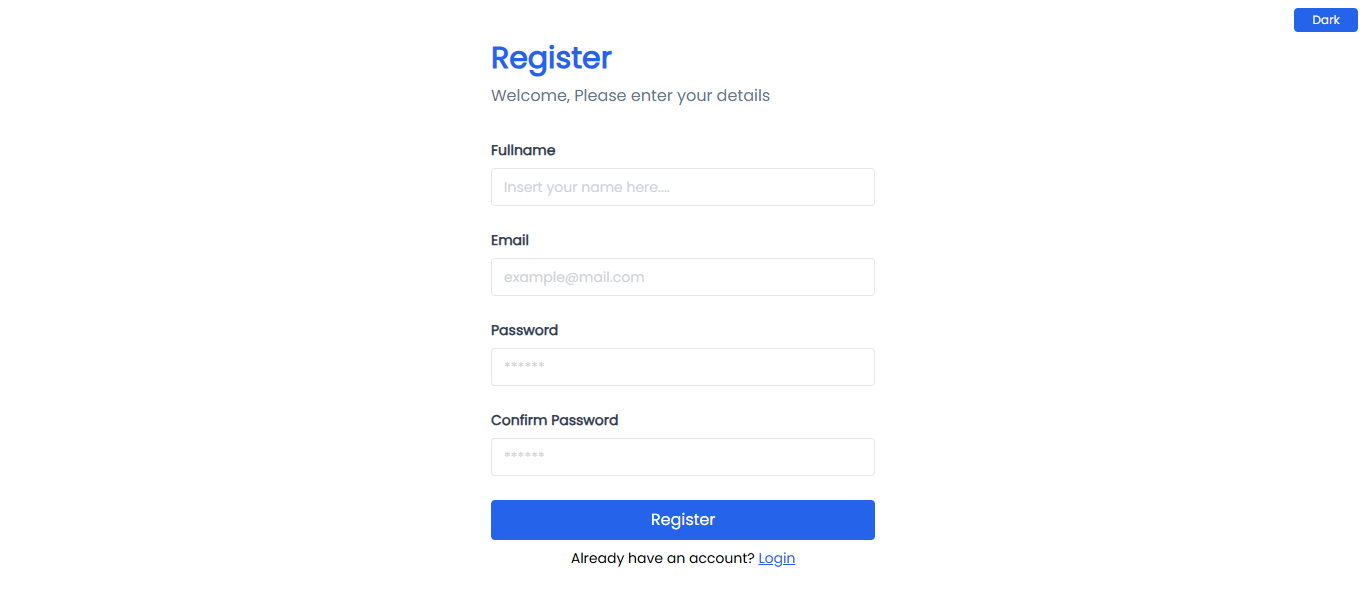 Dark
Register
Welcome, Please enter your details
Fullname
Insert your name here....
Email
example@mail.com
Password
******
Confirm Password
******
Register
Already have an account? Login